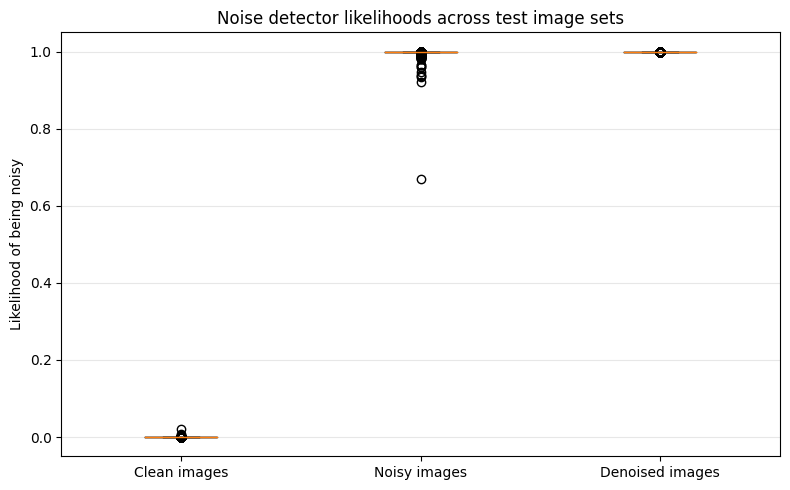 Noise detector likelihoods across test image sets
Likelihood of being noisy
1.0
0.8
0.6
0.4
0.2
0.0
Clean images
Noisy images
Denoised images